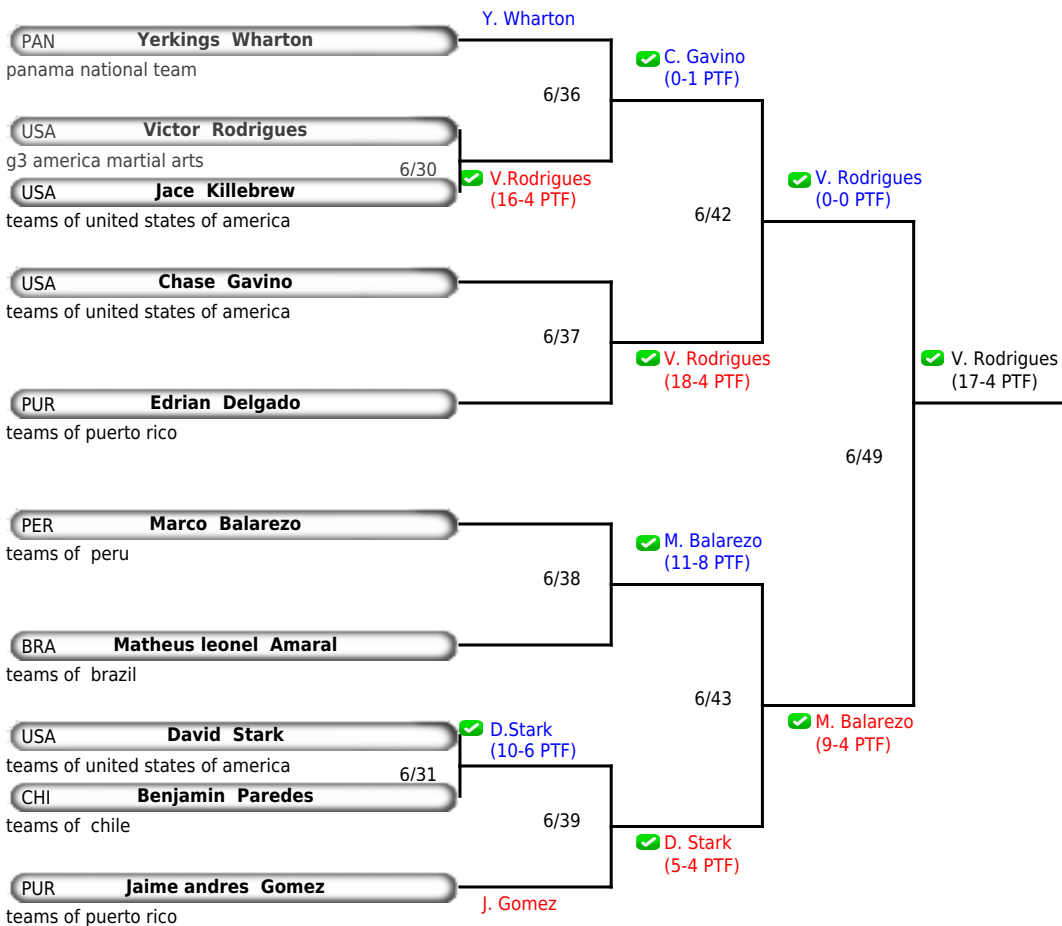 Y. Wharton
PAN Yerkings Wharton
panama national team
C. Gavino
(0-1 PTF)
6/36
USA Victor Rodrigues
g3 america martial arts
6/30
USA Jace Killebrew
teams of united states of america
V.Rodrigues
(16-4 PTF)
V. Rodrigues
(0-0 PTF)
6/42
USA Chase Gavino
teams of united states of america
6/37
V. Rodrigues
(18-4 PTF)
V. Rodrigues
(17-4 PTF)
PUR Edrian Delgado
teams of puerto rico
6/49
PER Marco Balarezo
teams of  peru
M. Balarezo
(11-8 PTF)
6/38
BRA Matheus leonel Amaral
teams of  brazil
6/43
M. Balarezo
(9-4 PTF)
USA David Stark
teams of united states of america
D.Stark
(10-6 PTF)
6/31
CHI Benjamin Paredes
teams of  chile
6/39
D. Stark
(5-4 PTF)
PUR Jaime andres Gomez
teams of puerto rico
J. Gomez